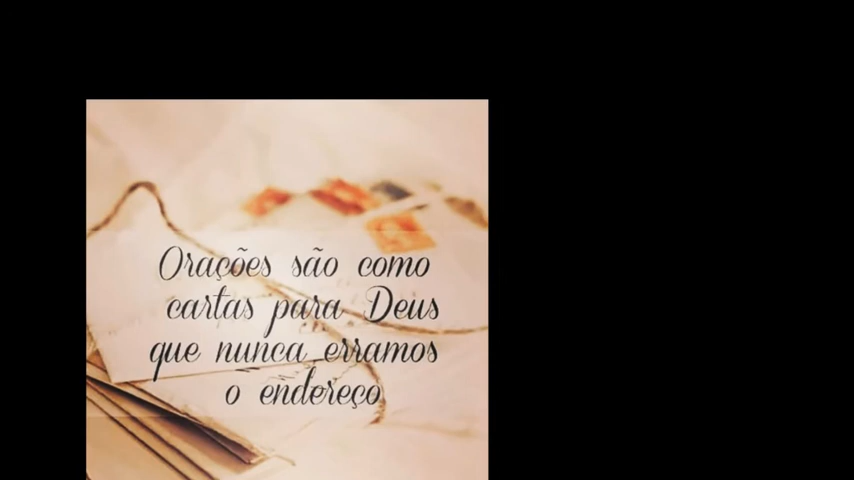 Orações são como
cartas para Deus
que nunca erramos
o endereço